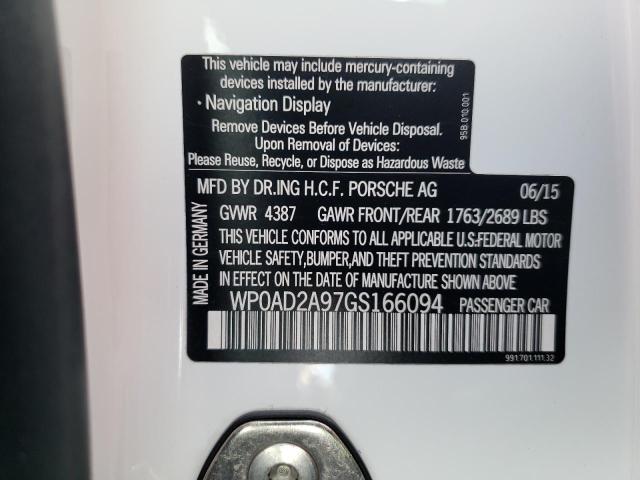 This vehicle may include mercury-containing
devices installed by the manufacturer:
• Navigation Display
Remove Devices Before Vehicle Disposal.
Upon Removal of Devices:
Please Reuse, Recycle, or Dispose as Hazardous Waste
95B.010.001
MFD BY DR.ING H.C.F. PORSCHE AG 06/15
GVWR 4387 GAWR FRONT/REAR 1763/2689 LBS
THIS VEHICLE CONFORMS TO ALL APPLICABLE U.S.FEDERAL MOTOR
VEHICLE SAFETY,BUMPER,AND THEFT PREVENTION STANDARDS
IN EFFECT ON THE DATE OF MANUFACTURE SHOWN ABOVE
WP0AD2A97GS166094 PASSENGER CAR
MADE IN GERMANY
991.701.111.32